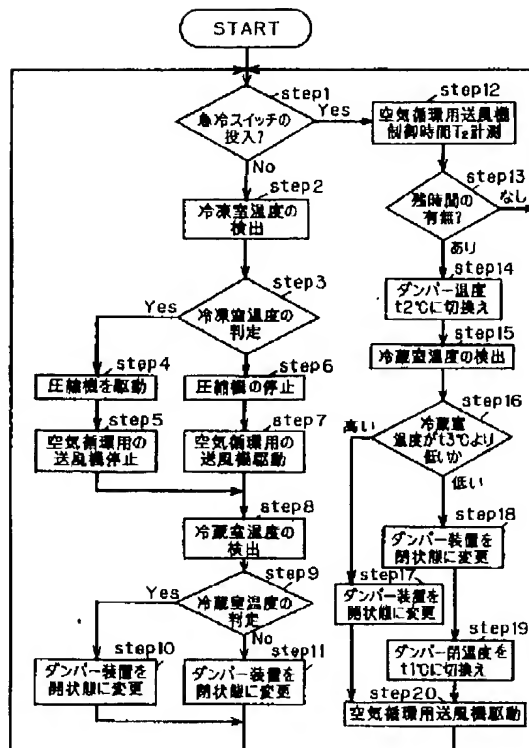 START
step1
急冷スイッチの
投入?
Yes
No
step2
冷凍室温度の
検出
step3
冷凍室温度の
判定
Yes
step4
圧縮機を駆動
step5
空気循環用の
送風機停止
step6
圧縮機の停止
step7
空気循環用の
送風機駆動
step8
冷蔵室温度の
検出
step9
冷蔵室温度の
判定
Yes
No
step10
ダンパー装置を
開状態に変更
step11
ダンパー装置を
閉状態に変更
step12
空気循環用送風機
制御時間T₂計測
step13
残時間の
有無?
なし
あり
step14
ダンパー温度
t2℃に切換え
step15
冷蔵室温度の検出
step16
冷蔵室
温度がt3℃より
低いか
高い
低い
step17
ダンパー装置を
開状態に変更
step18
ダンパー装置を
閉状態に変更
step19
ダンパー閉温度を
t1℃に切換え
step20
空気循環用送風機駆動